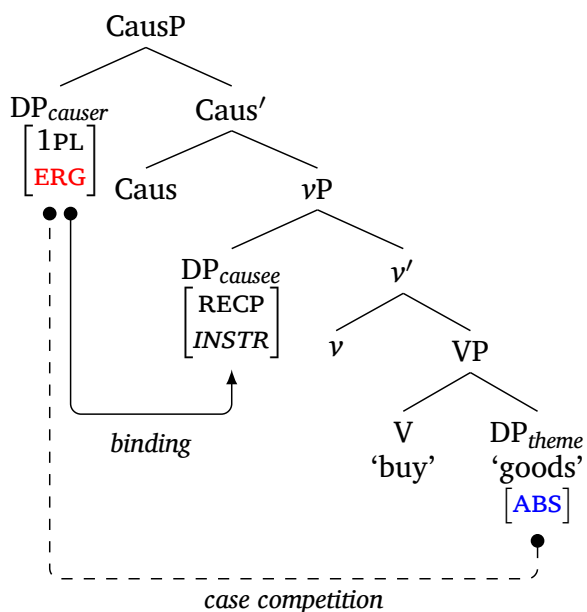 CausP
DPcauser Caus′
1PL
ERG
Caus vP
DPcausee v′
RECP
INSTR
v VP
binding
V DPtheme
‘buy’ ‘goods’
ABS
case competition